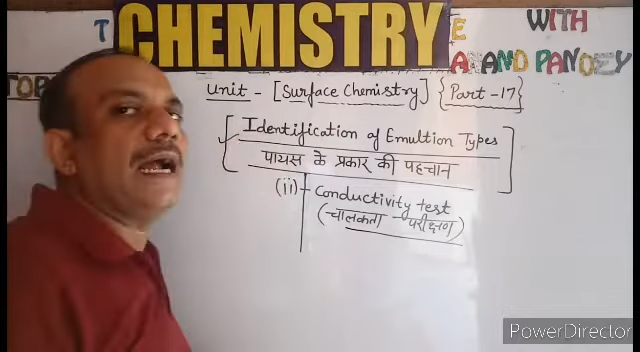 T CHEMISTRY E WITH
ANAND PANDEY
TOP
Unit - [Surface Chemistry] {Part-17}
[Identification of Emultion Types]
पायस के प्रकार की पहचान
(ii) - Conductivity test
(चालकता - परीक्षण)
PowerDirector